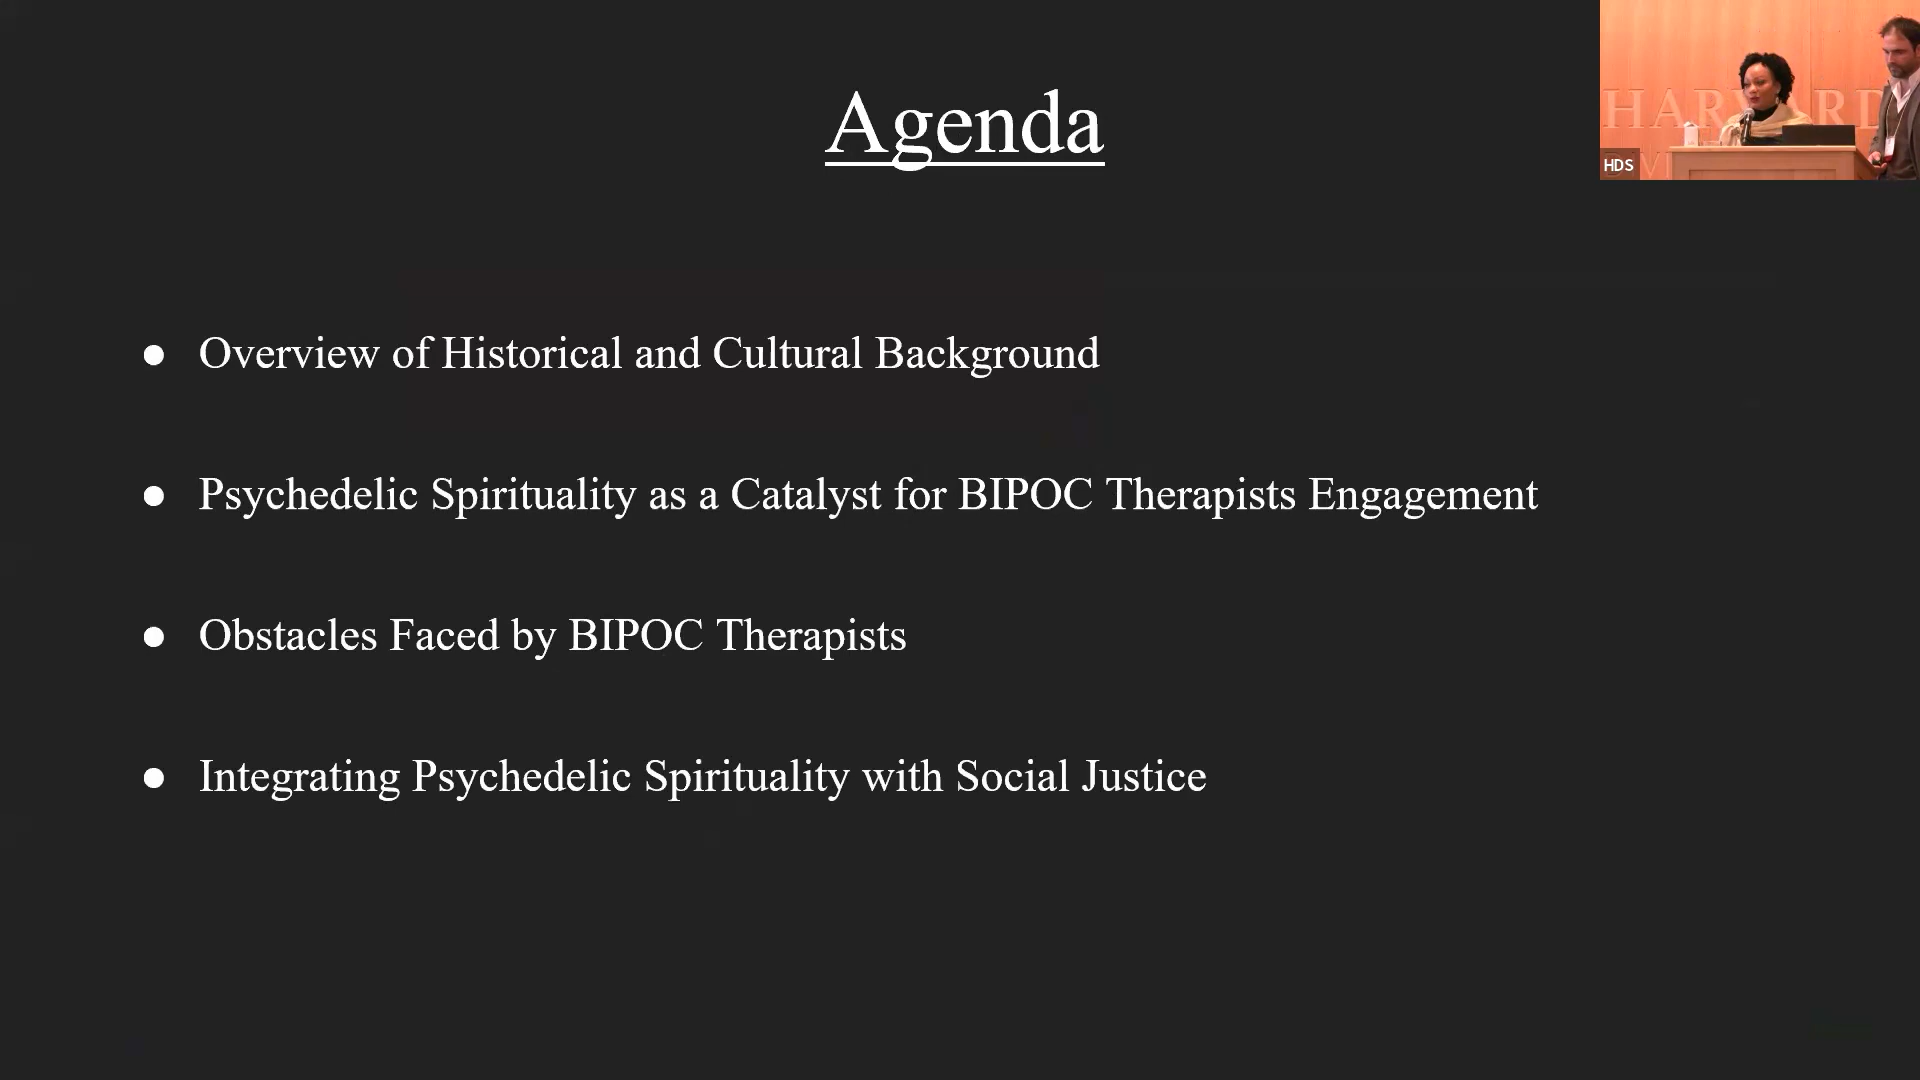 Agenda
HARVARD
HDS
● Overview of Historical and Cultural Background
● Psychedelic Spirituality as a Catalyst for BIPOC Therapists Engagement
● Obstacles Faced by BIPOC Therapists
● Integrating Psychedelic Spirituality with Social Justice